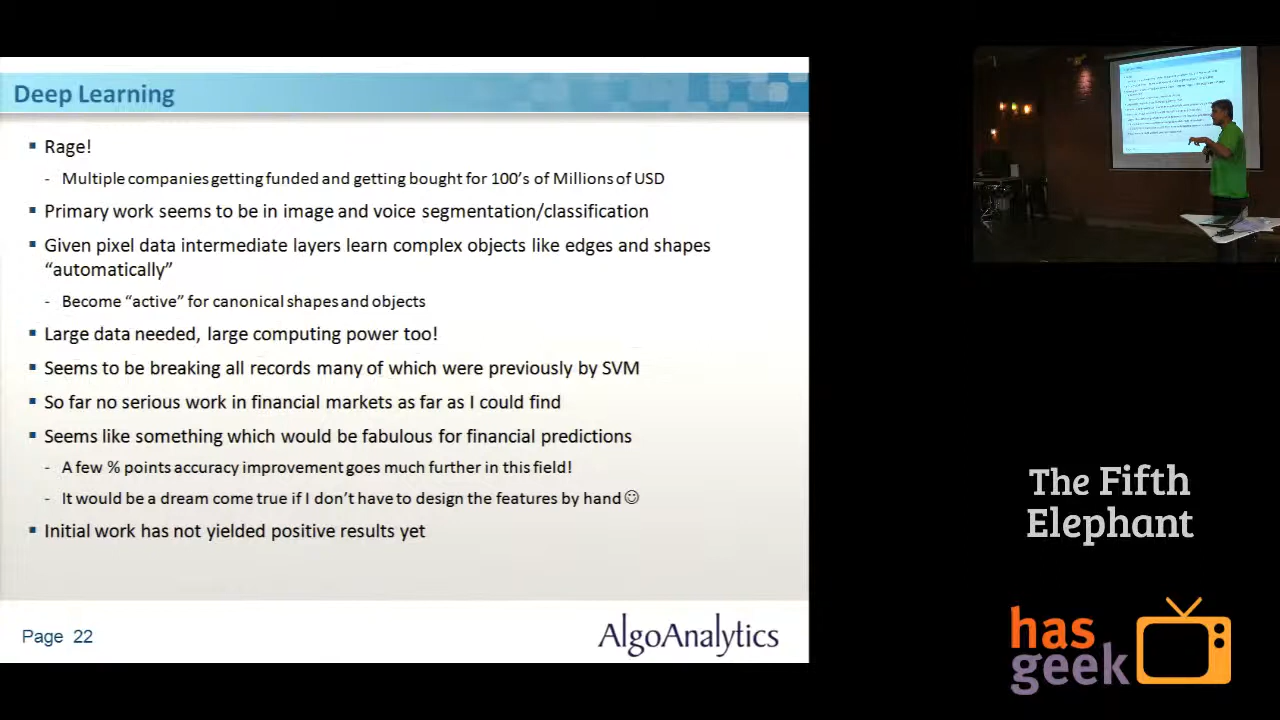 Deep Learning
▪ Rage!
- Multiple companies getting funded and getting bought for 100's of Millions of USD
▪ Primary work seems to be in image and voice segmentation/classification
▪ Given pixel data intermediate layers learn complex objects like edges and shapes
“automatically”
- Become “active” for canonical shapes and objects
▪ Large data needed, large computing power too!
▪ Seems to be breaking all records many of which were previously by SVM
▪ So far no serious work in financial markets as far as I could find
▪ Seems like something which would be fabulous for financial predictions
- A few % points accuracy improvement goes much further in this field!
- It would be a dream come true if I don't have to design the features by hand ☺
▪ Initial work has not yielded positive results yet
Page 22
AlgoAnalytics
The Fifth
Elephant
has
geek